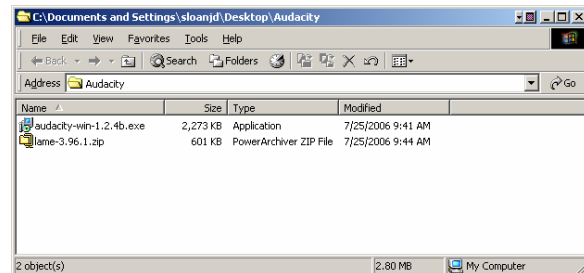 C:\Documents and Settings\sloanjd\Desktop\Audacity
File Edit View Favorites Tools Help
Back Search Folders
Address Audacity Go
Name Size Type Modified
audacity-win-1.2.4b.exe 2,273 KB Application 7/25/2006 9:41 AM
lame-3.96.1.zip 601 KB PowerArchiver ZIP File 7/25/2006 9:44 AM
2 object(s) 2.80 MB My Computer